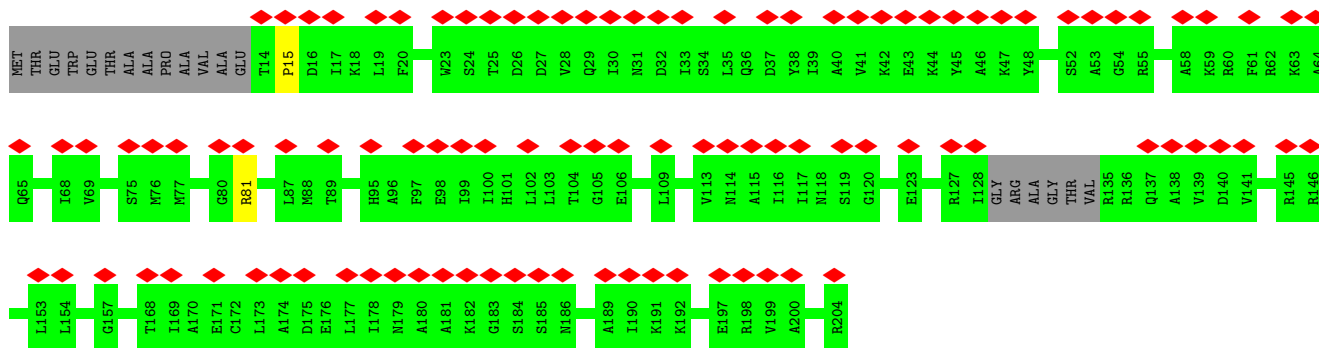 MET THR GLU TRP GLU THR ALA ALA PRO ALA VAL ALA GLU T14 P15 D16 I17 K18 L19 F20 W23 S24 T25 D26 D27 V28 Q29 I30 N31 D32 I33 S34 L35 Q36 D37 Y38 I39 A40 V41 K42 E43 K44 Y45 A46 K47 Y48 S52 A53 G54 R55 A58 K59 R60 F61 R62 K63 A64
Q65 I68 V69 S75 M76 M77 G80 R81 L87 M88 T89 H95 A96 F97 E98 I99 I100 H101 L102 L103 T104 G105 E106 L109 V113 N114 A115 I116 I117 N118 S119 G120 E123 R127 I128 GLY ARG ALA GLY THR VAL R135 R136 Q137 A138 V139 D140 V141 R145 R146
L153 L154 G157 T168 I169 A170 E171 C172 L173 A174 D175 E176 L177 I178 N179 A180 A181 K182 G183 S184 S185 N186 A189 I190 K191 K192 E197 R198 V199 A200 R204